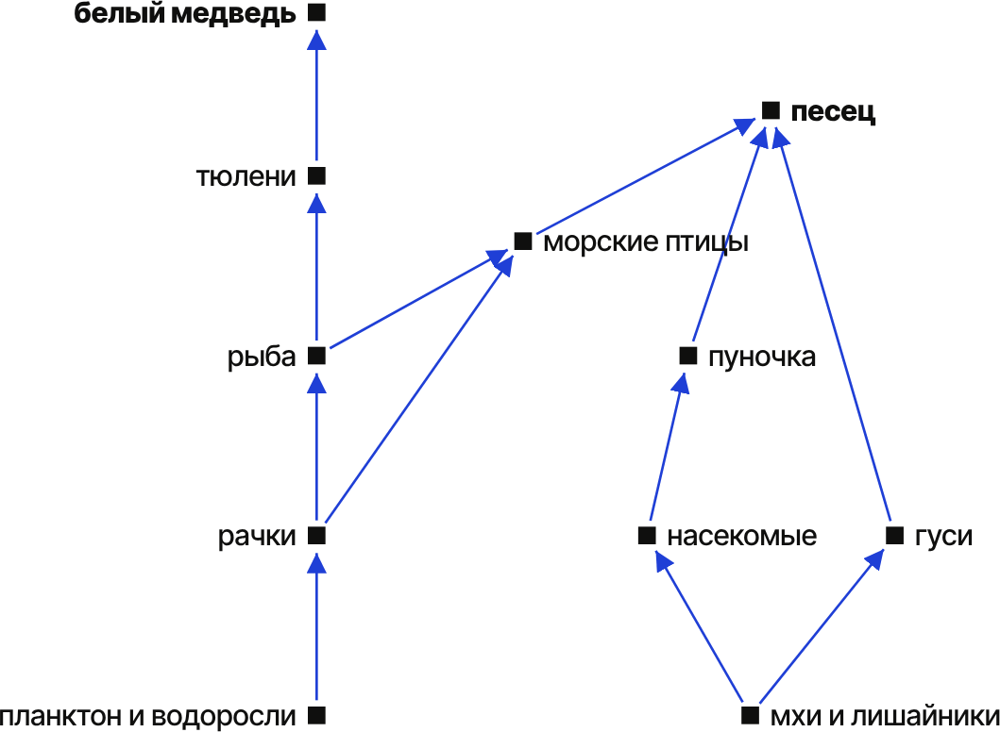 белый медведь
песец
тюлени
морские птицы
рыба
пуночка
рачки
насекомые
гуси
планктон и водоросли
мхи и лишайники